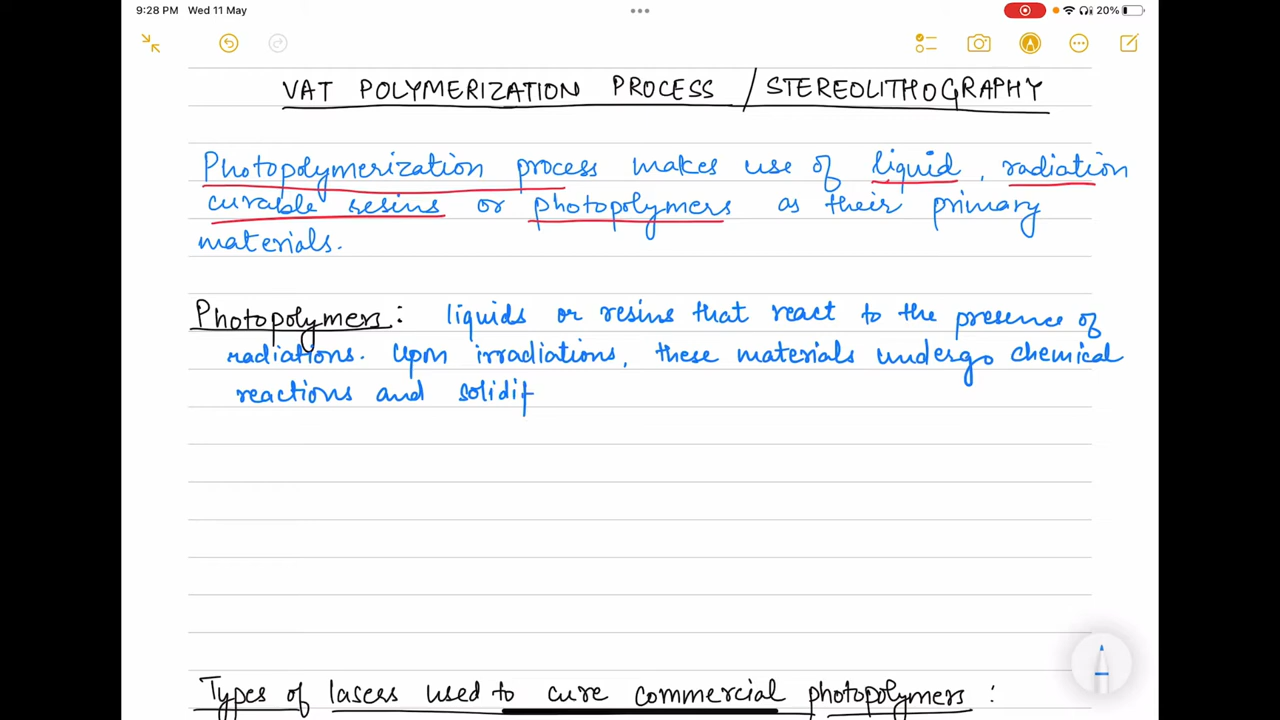 9:28 PM Wed 11 May
20%
VAT POLYMERIZATION PROCESS / STEREOLITHOGRAPHY
Photopolymerization process makes use of liquid, radiation
curable resins or photopolymers as their primary
materials.
Photopolymers: liquids or resins that react to the presence of
radiations. Upon irradiations, these materials undergo chemical
reactions and solidif
Types of lasers used to cure commercial photopolymers :